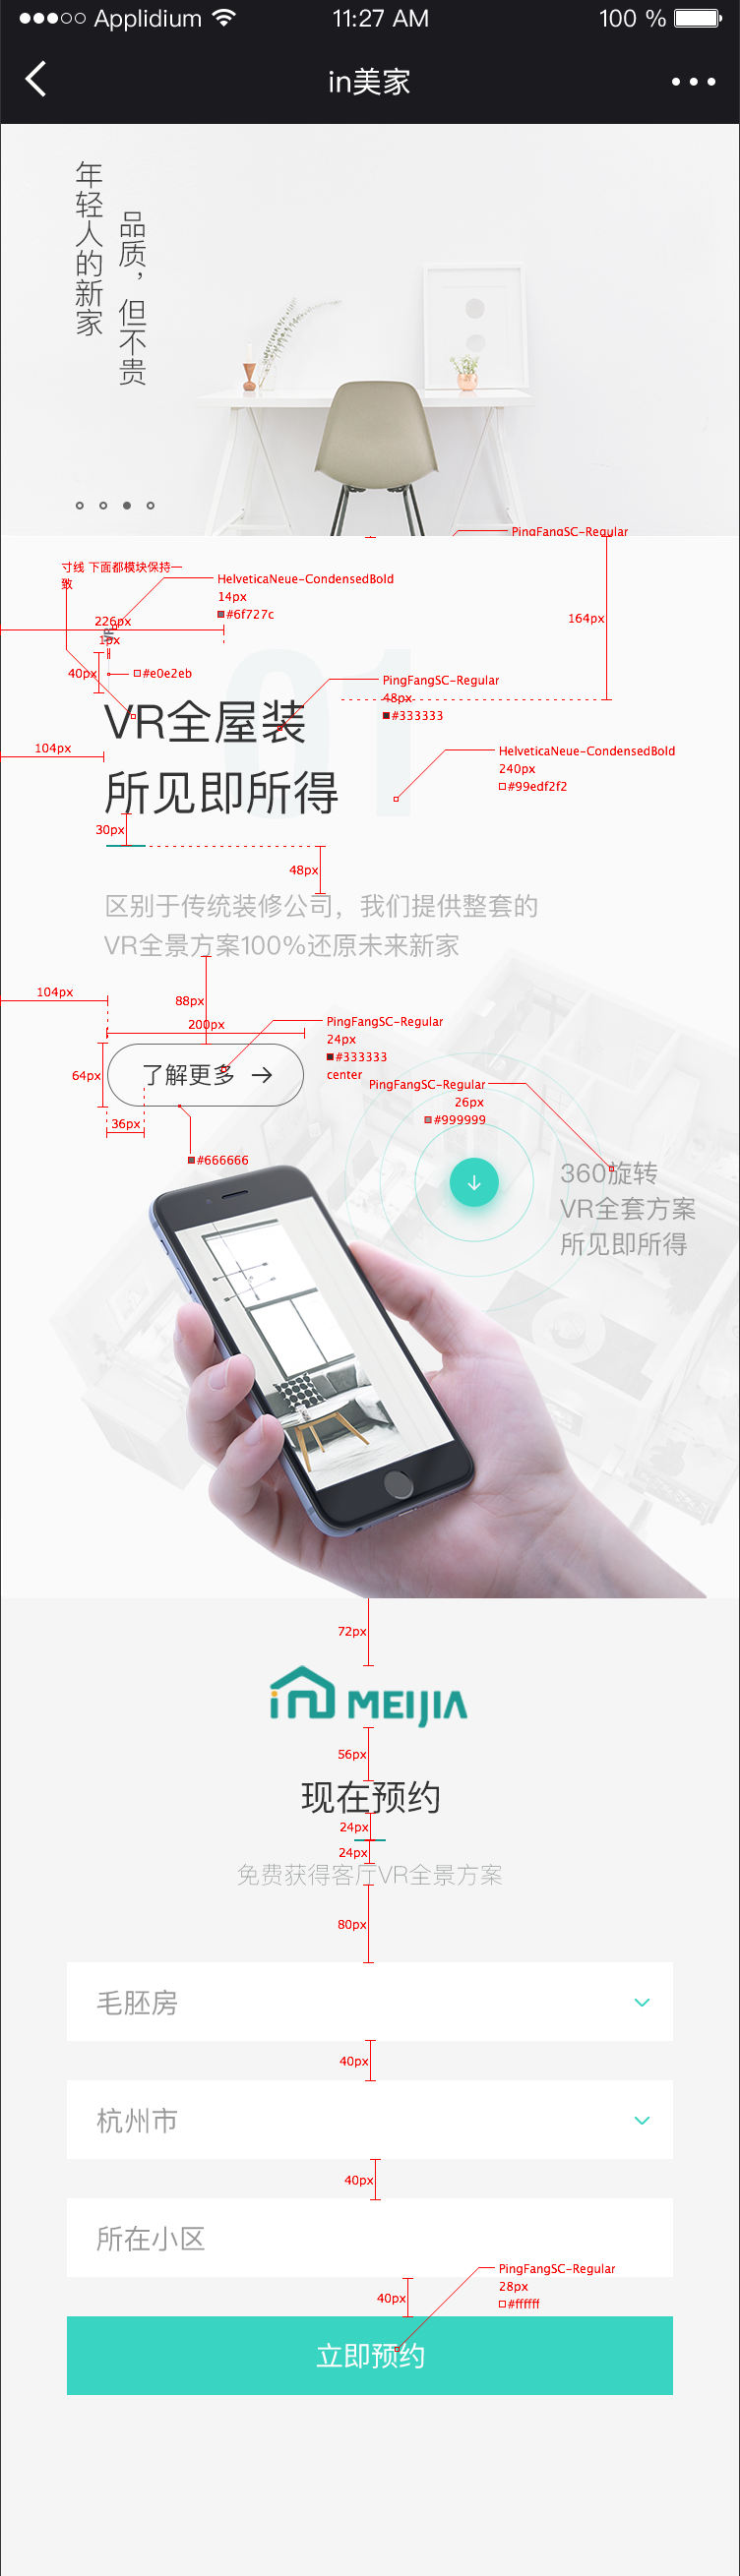 Applidium
11:27 AM
100 %
in美家
年轻人的新家
品质，但不贵
PingFangSC-Regular
寸线 下面都模块保持一
致
HelveticaNeue-CondensedBold
14px
#6f727c
226px
VR
1px
40px
#e0e2eb
164px
01
PingFangSC-Regular
48px
#333333
VR全屋装
104px
HelveticaNeue-CondensedBold
240px
#99edf2f2
所见即所得
30px
48px
区别于传统装修公司，我们提供整套的
VR全景方案100%还原未来新家
104px
88px
200px
PingFangSC-Regular
24px
#333333
center
64px
了解更多
36px
#666666
PingFangSC-Regular
26px
#999999
360旋转
VR全套方案
所见即所得
72px
in MEIJIA
56px
现在预约
24px
24px
免费获得客厅VR全景方案
80px
毛胚房
40px
杭州市
40px
所在小区
PingFangSC-Regular
28px
#ffffff
40px
立即预约